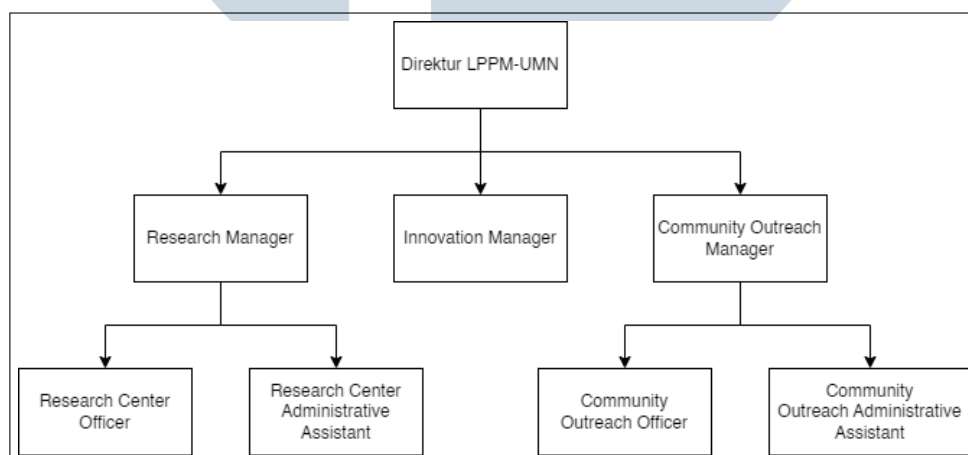 Direktur LPPM-UMN
Research Manager
Innovation Manager
Community Outreach
Manager
Research Center
Officer
Research Center
Administrative
Assistant
Community
Outreach Officer
Community
Outreach Administrative
Assistant